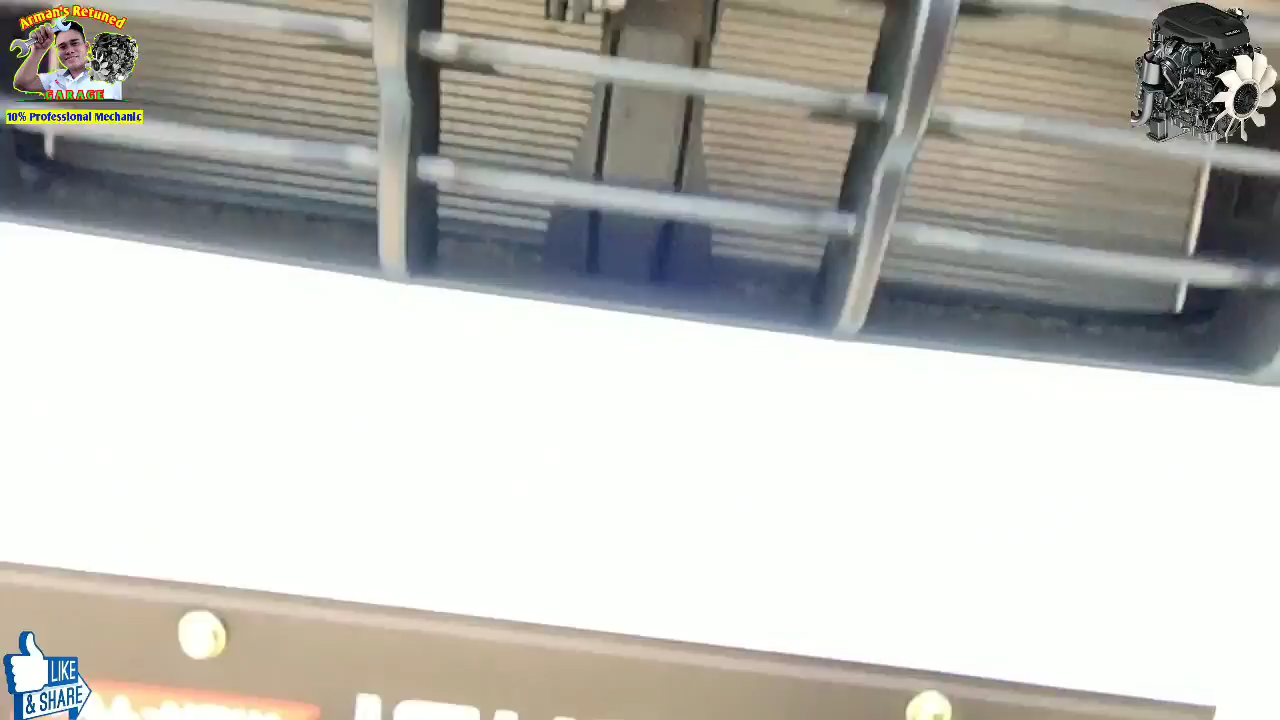 Arman's Retuned
GARAGE
10% Professional Mechanic
LIKE
& SHARE